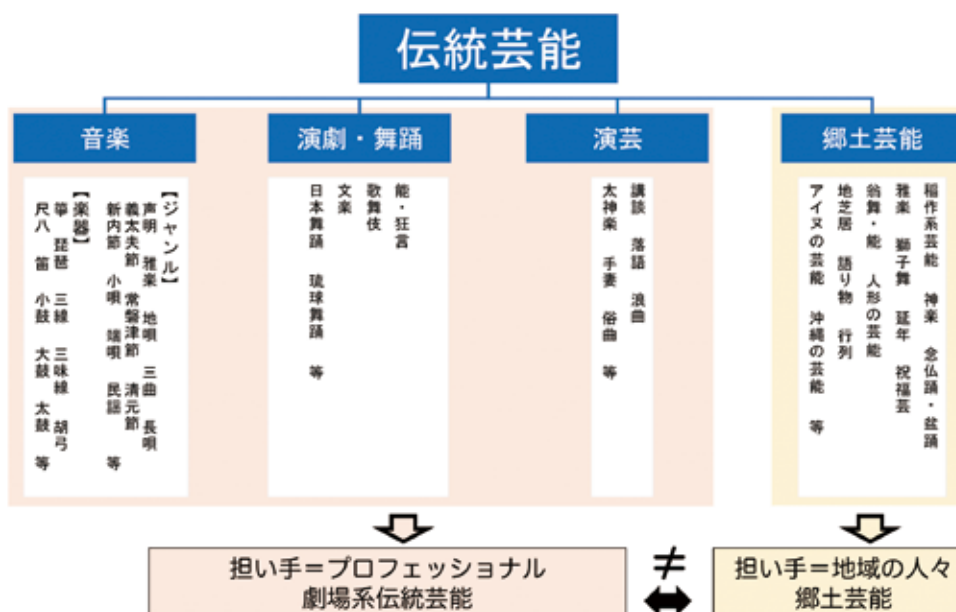 伝統芸能
音楽
【ジャンル】
声明 雅楽 地唄 三曲 長唄
義太夫節 常磐津節 清元節
新内節 小唄 端唄 民謡 等
【楽器】
箏 琵琶 三線 三味線 胡弓
尺八 笛 小鼓 大鼓 太鼓 等
演劇・舞踊
能・狂言
歌舞伎
文楽
日本舞踊 琉球舞踊 等
演芸
講談 落語 浪曲
太神楽 手妻 俗曲 等
郷土芸能
稲作系芸能 神楽 念仏踊・盆踊
雅楽 獅子舞 延年 祝福芸
翁舞・能 人形の芸能
地芝居 語り物 行列
アイヌの芸能 沖縄の芸能 等
担い手＝プロフェッショナル
劇場系伝統芸能
≠
担い手＝地域の人々
郷土芸能